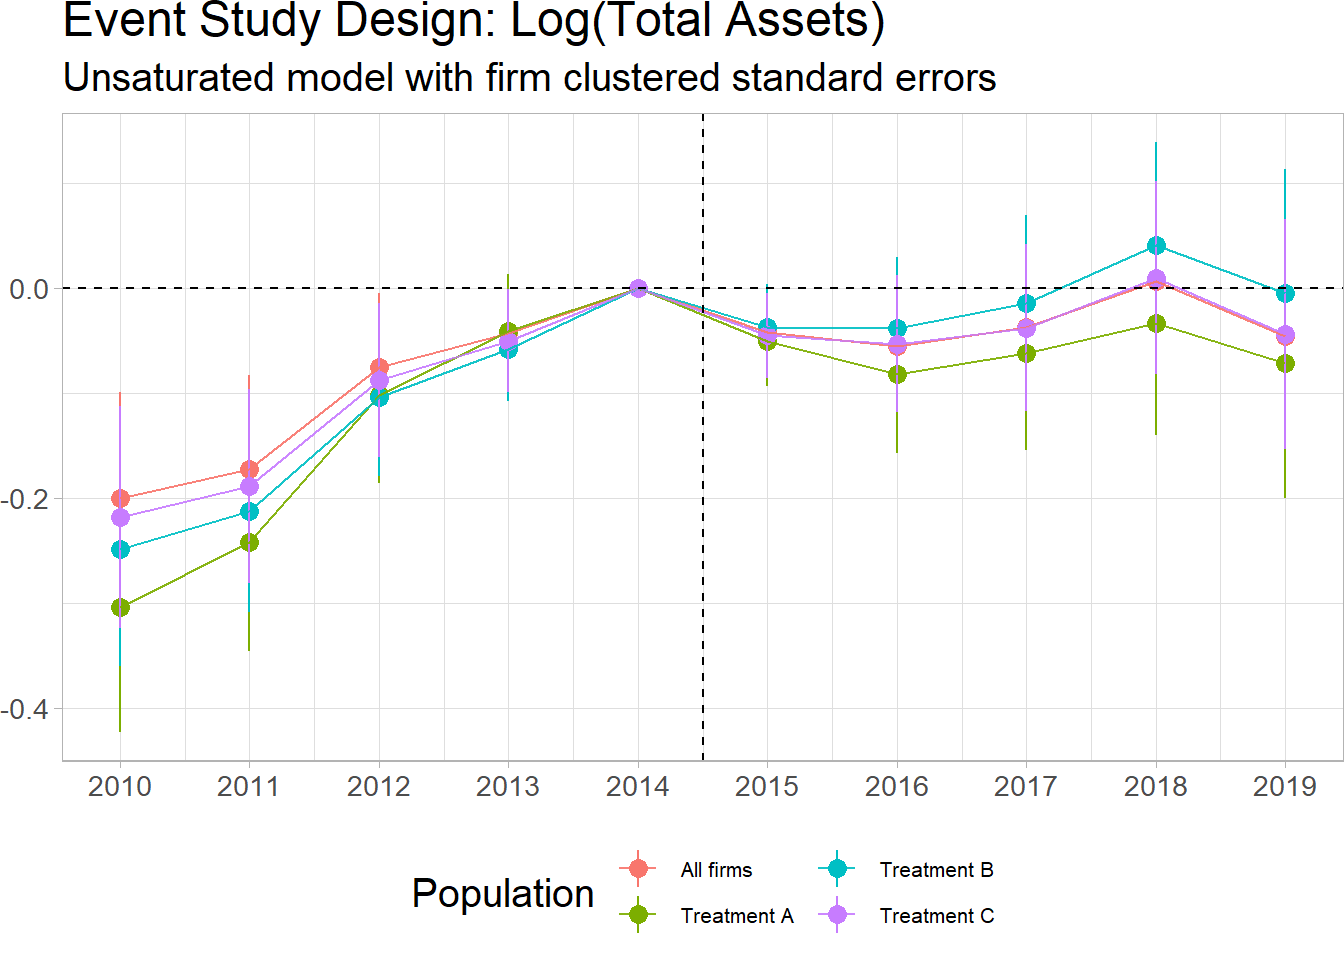 Event Study Design: Log(Total Assets)
Unsaturated model with firm clustered standard errors
0.0
-0.2
-0.4
2010 2011 2012 2013 2014 2015 2016 2017 2018 2019
Population
All firms
Treatment B
Treatment A
Treatment C